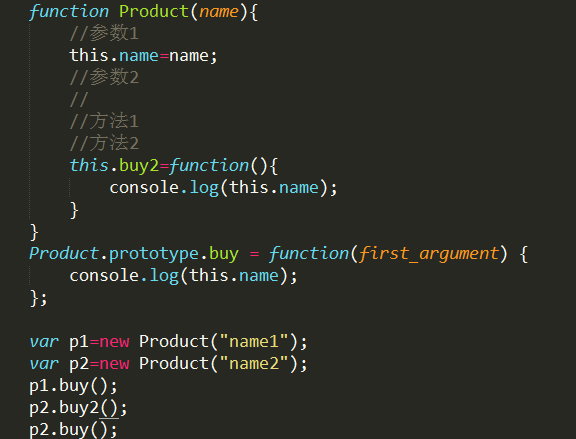 function Product(name){
//参数1
this.name=name;
//参数2
//
//方法1
//方法2
this.buy2=function(){
console.log(this.name);
}
}
Product.prototype.buy = function(first_argument) {
console.log(this.name);
};
var p1=new Product("name1");
var p2=new Product("name2");
p1.buy();
p2.buy2();
p2.buy();